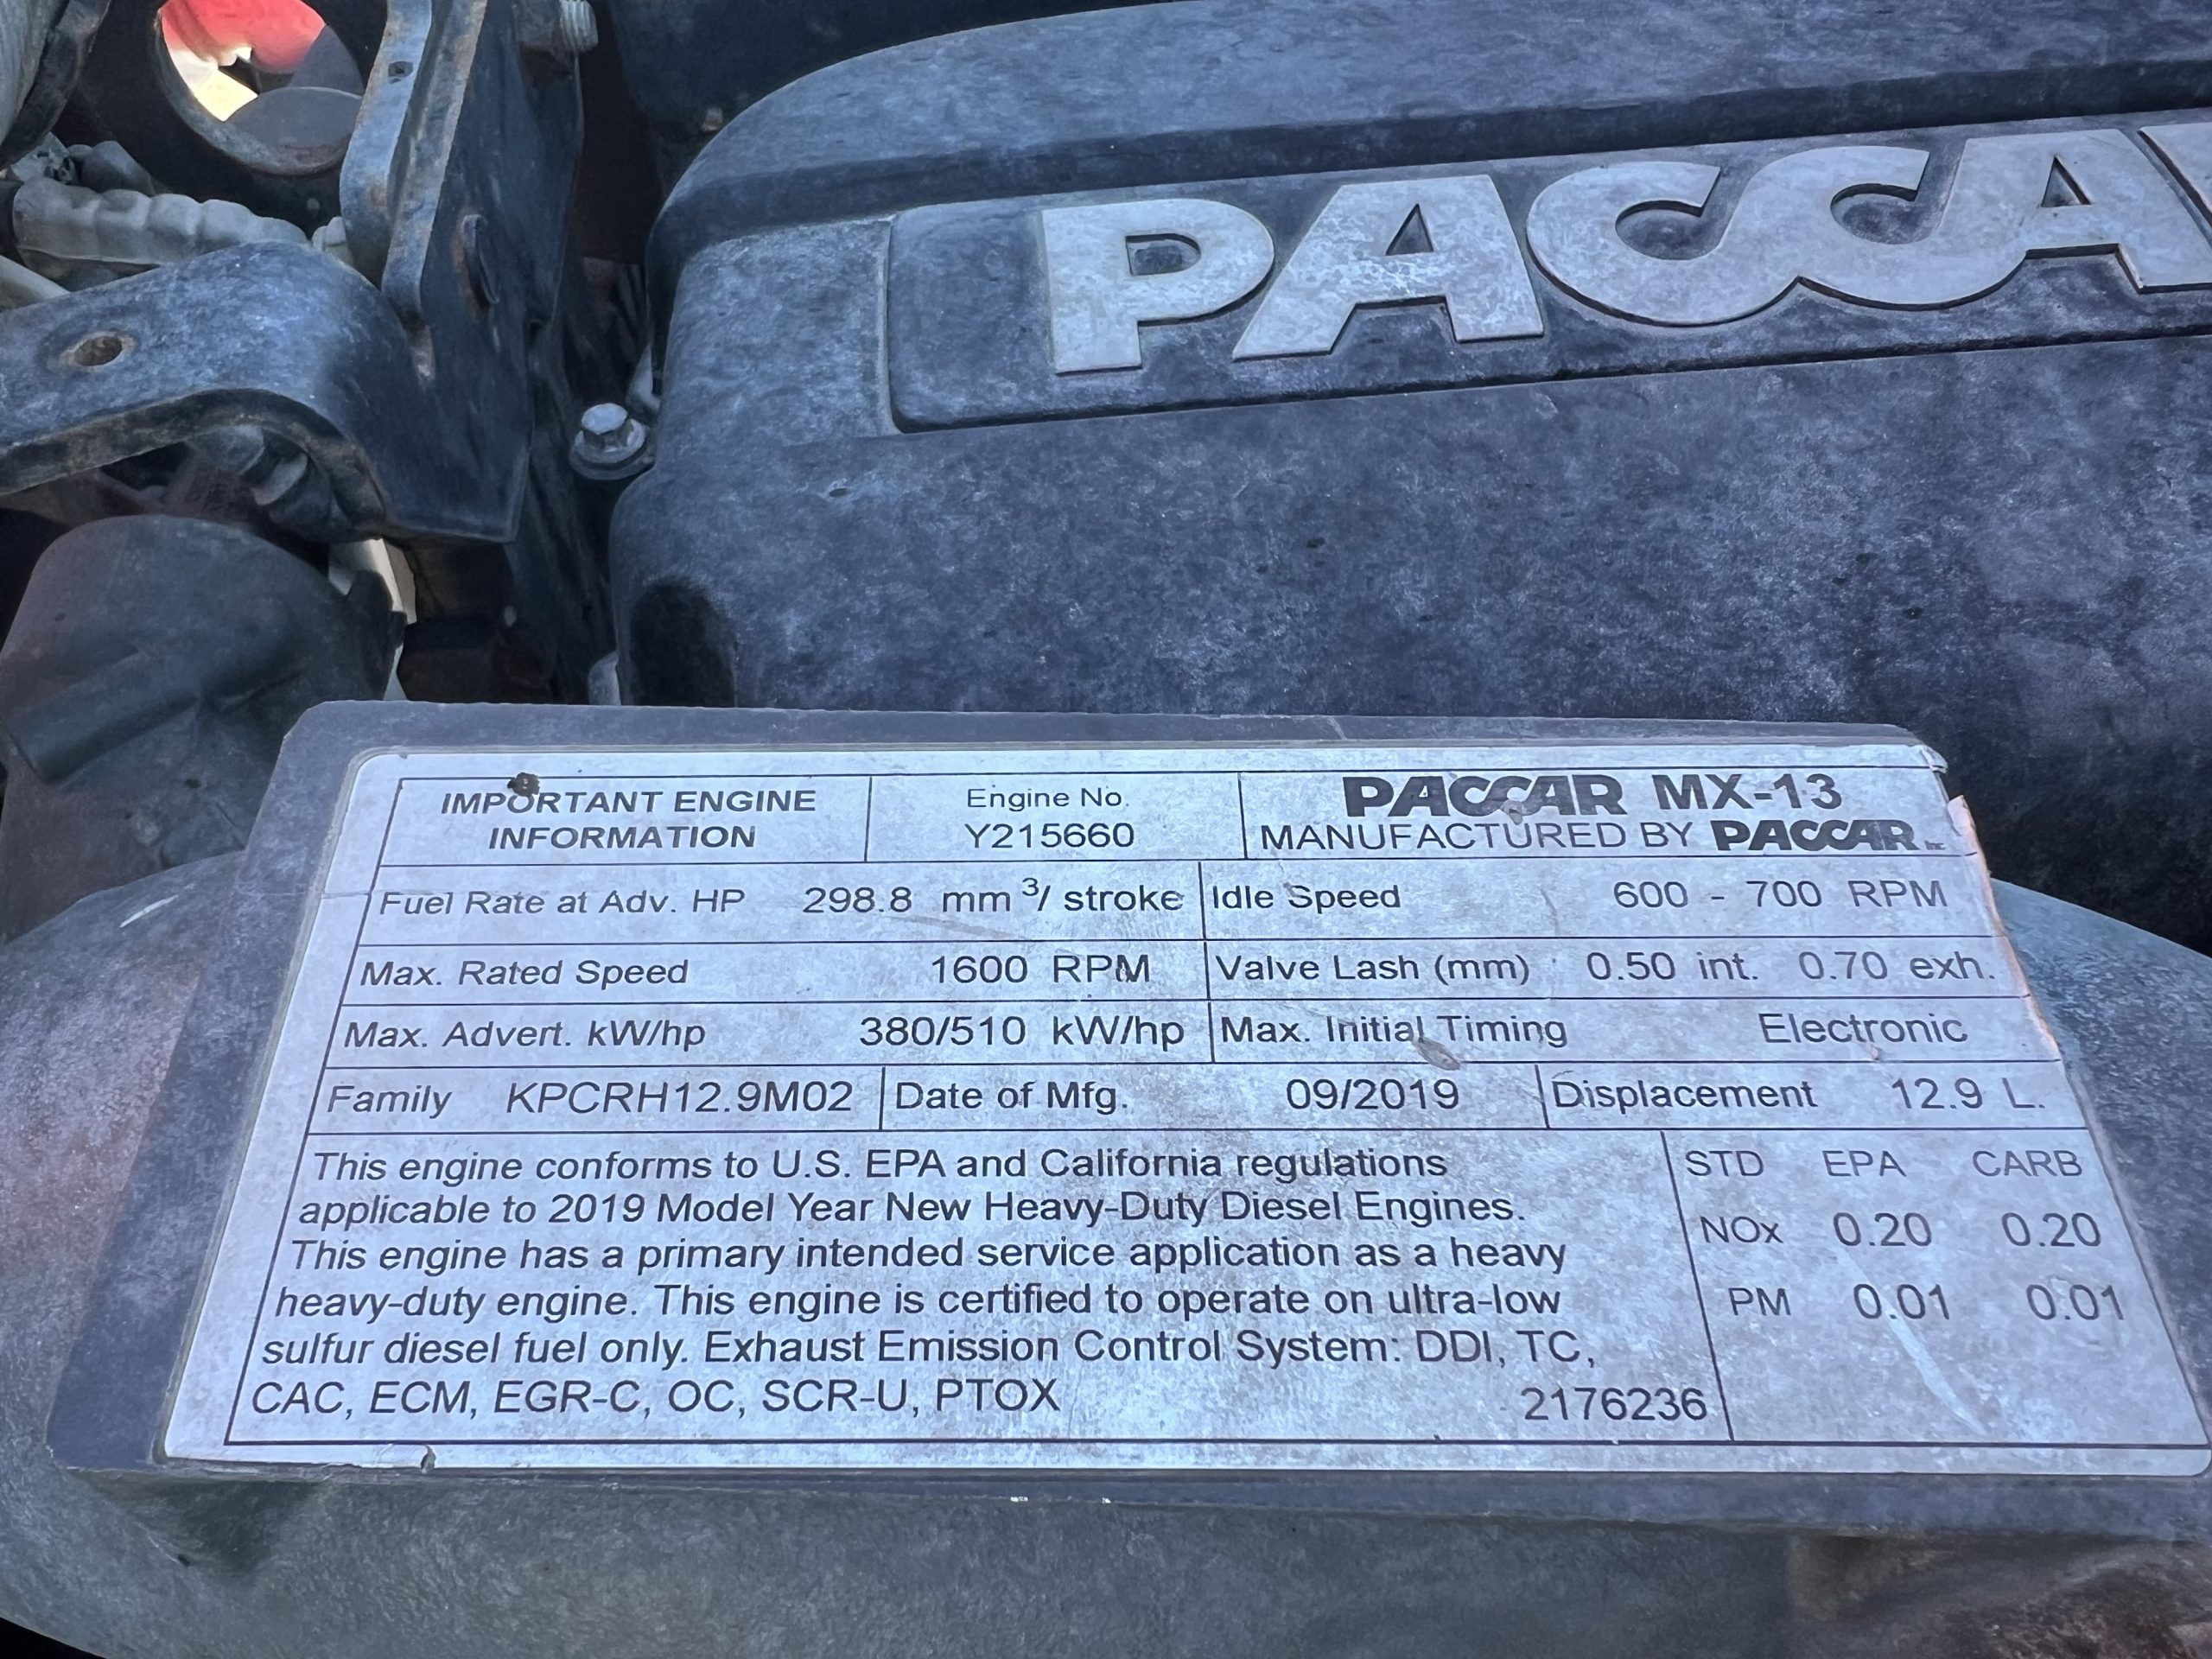 PACCA
IMPORTANT ENGINE
INFORMATION
Engine No.
Y215660
PACCAR MX-13
MANUFACTURED BY PACCAR Inc
Fuel Rate at Adv. HP 298.8 mm³/ stroke
Idle Speed 600 - 700 RPM
Max. Rated Speed 1600 RPM
Valve Lash (mm) 0.50 int. 0.70 exh.
Max. Advert. kW/hp 380/510 kW/hp
Max. Initial Timing Electronic
Family KPCRH12.9M02
Date of Mfg. 09/2019
Displacement 12.9 L.
This engine conforms to U.S. EPA and California regulations
applicable to 2019 Model Year New Heavy-Duty Diesel Engines.
This engine has a primary intended service application as a heavy
heavy-duty engine. This engine is certified to operate on ultra-low
sulfur diesel fuel only. Exhaust Emission Control System: DDI, TC,
CAC, ECM, EGR-C, OC, SCR-U, PTOX
2176236
STD EPA CARB
NOx 0.20 0.20
PM 0.01 0.01